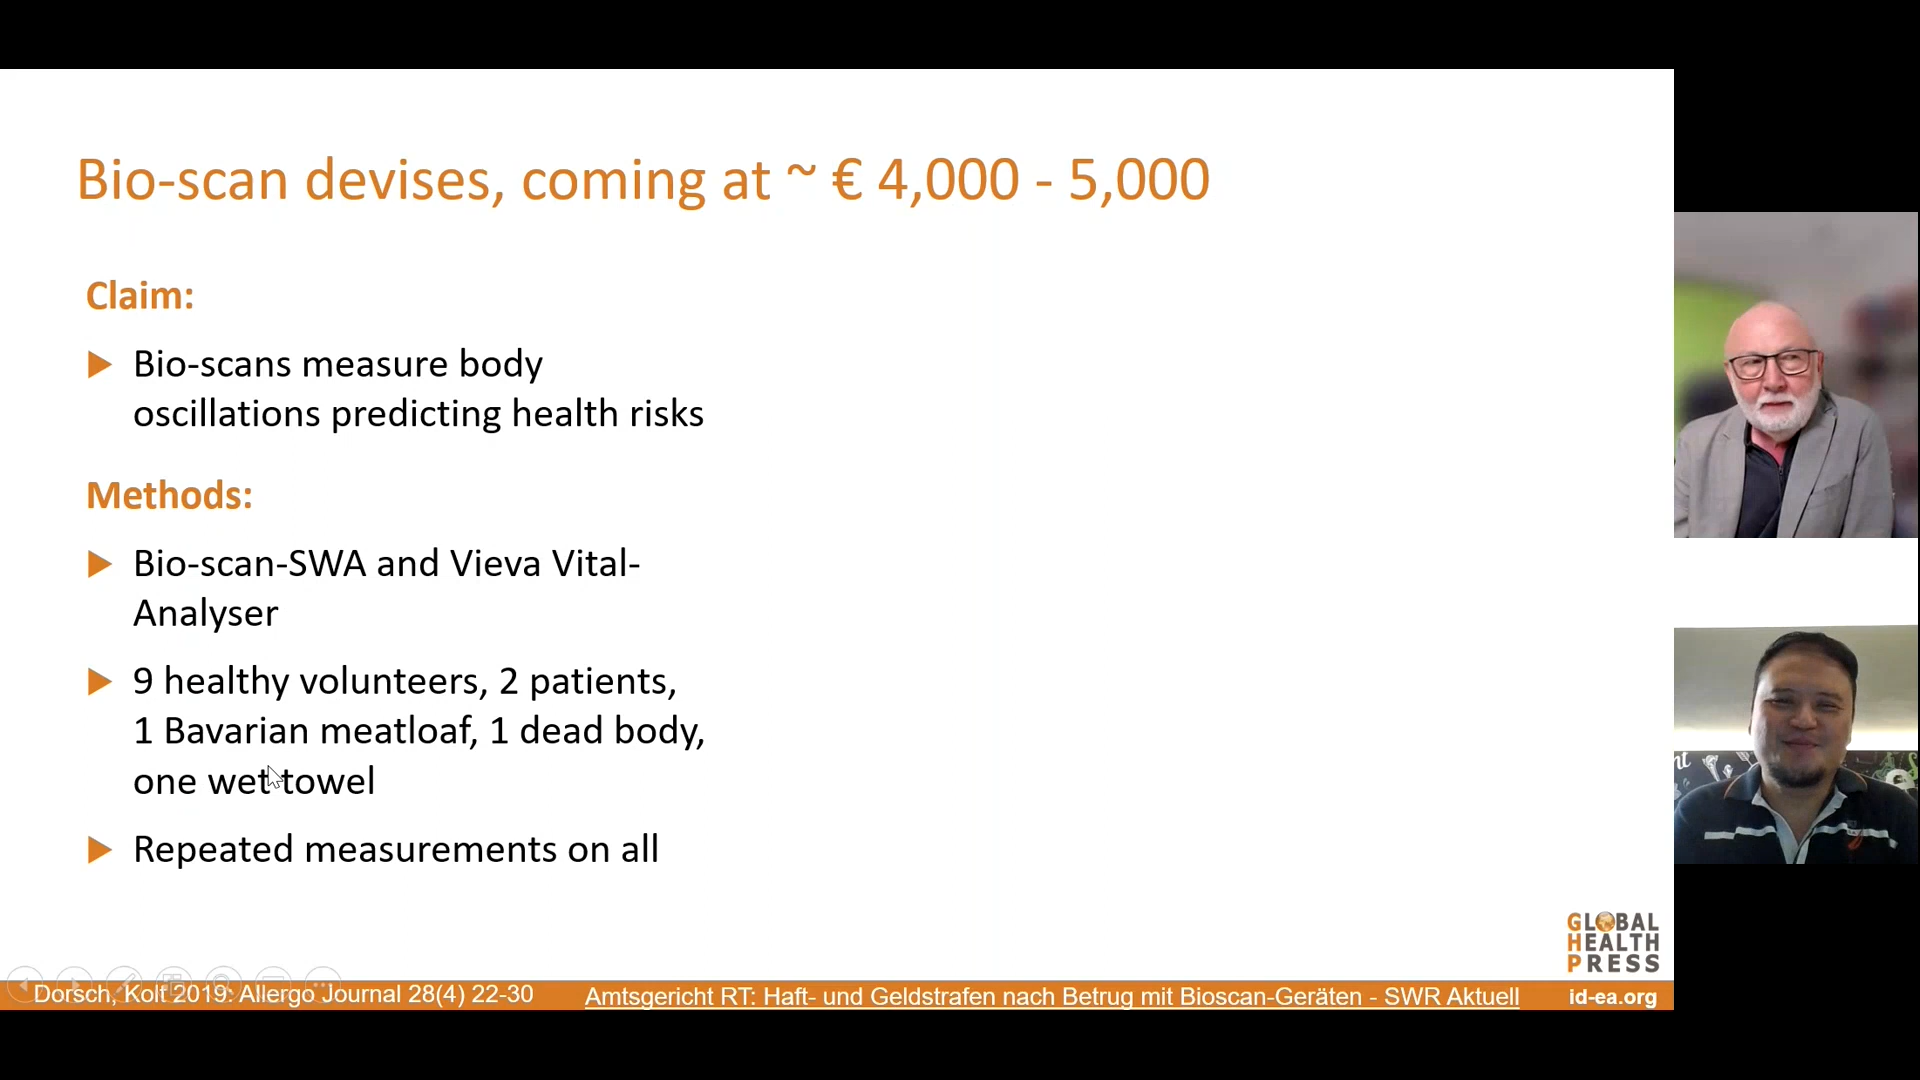 Bio-scan devises, coming at ~ € 4,000 - 5,000
Claim:
Bio-scans measure body
oscillations predicting health risks
Methods:
Bio-scan-SWA and Vieva Vital-
Analyser
9 healthy volunteers, 2 patients,
1 Bavarian meatloaf, 1 dead body,
one wet towel
Repeated measurements on all
GLOBAL
HEALTH
PRESS
Dorsch, Kolt 2019: Allergo Journal 28(4) 22-30
Amtsgericht RT: Haft- und Geldstrafen nach Betrug mit Bioscan-Geräten - SWR Aktuell
id-ea.org